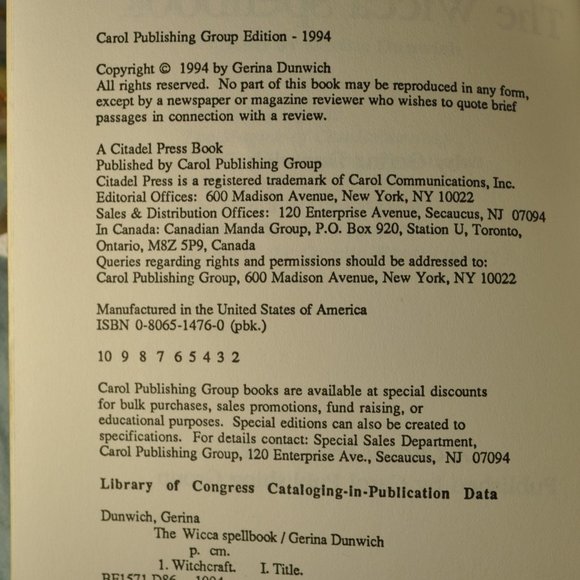 Carol Publishing Group Edition - 1994
Copyright © 1994 by Gerina Dunwich
All rights reserved. No part of this book may be reproduced in any form,
except by a newspaper or magazine reviewer who wishes to quote brief
passages in connection with a review.
A Citadel Press Book
Published by Carol Publishing Group
Citadel Press is a registered trademark of Carol Communications, Inc.
Editorial Offices: 600 Madison Avenue, New York, NY 10022
Sales & Distribution Offices: 120 Enterprise Avenue, Secaucus, NJ 07094
In Canada: Canadian Manda Group, P.O. Box 920, Station U, Toronto,
Ontario, M8Z 5P9, Canada
Queries regarding rights and permissions should be addressed to:
Carol Publishing Group, 600 Madison Avenue, New York, NY 10022
Manufactured in the United States of America
ISBN 0-8065-1476-0 (pbk.)
10 9 8 7 6 5 4 3 2
Carol Publishing Group books are available at special discounts
for bulk purchases, sales promotions, fund raising, or
educational purposes. Special editions can also be created to
specifications. For details contact: Special Sales Department,
Carol Publishing Group, 120 Enterprise Ave., Secaucus, NJ 07094
Library of Congress Cataloging-in-Publication Data
Dunwich, Gerina
The Wicca spellbook / Gerina Dunwich
p. cm.
1. Witchcraft. I. Title.
BF1571.D86 1994